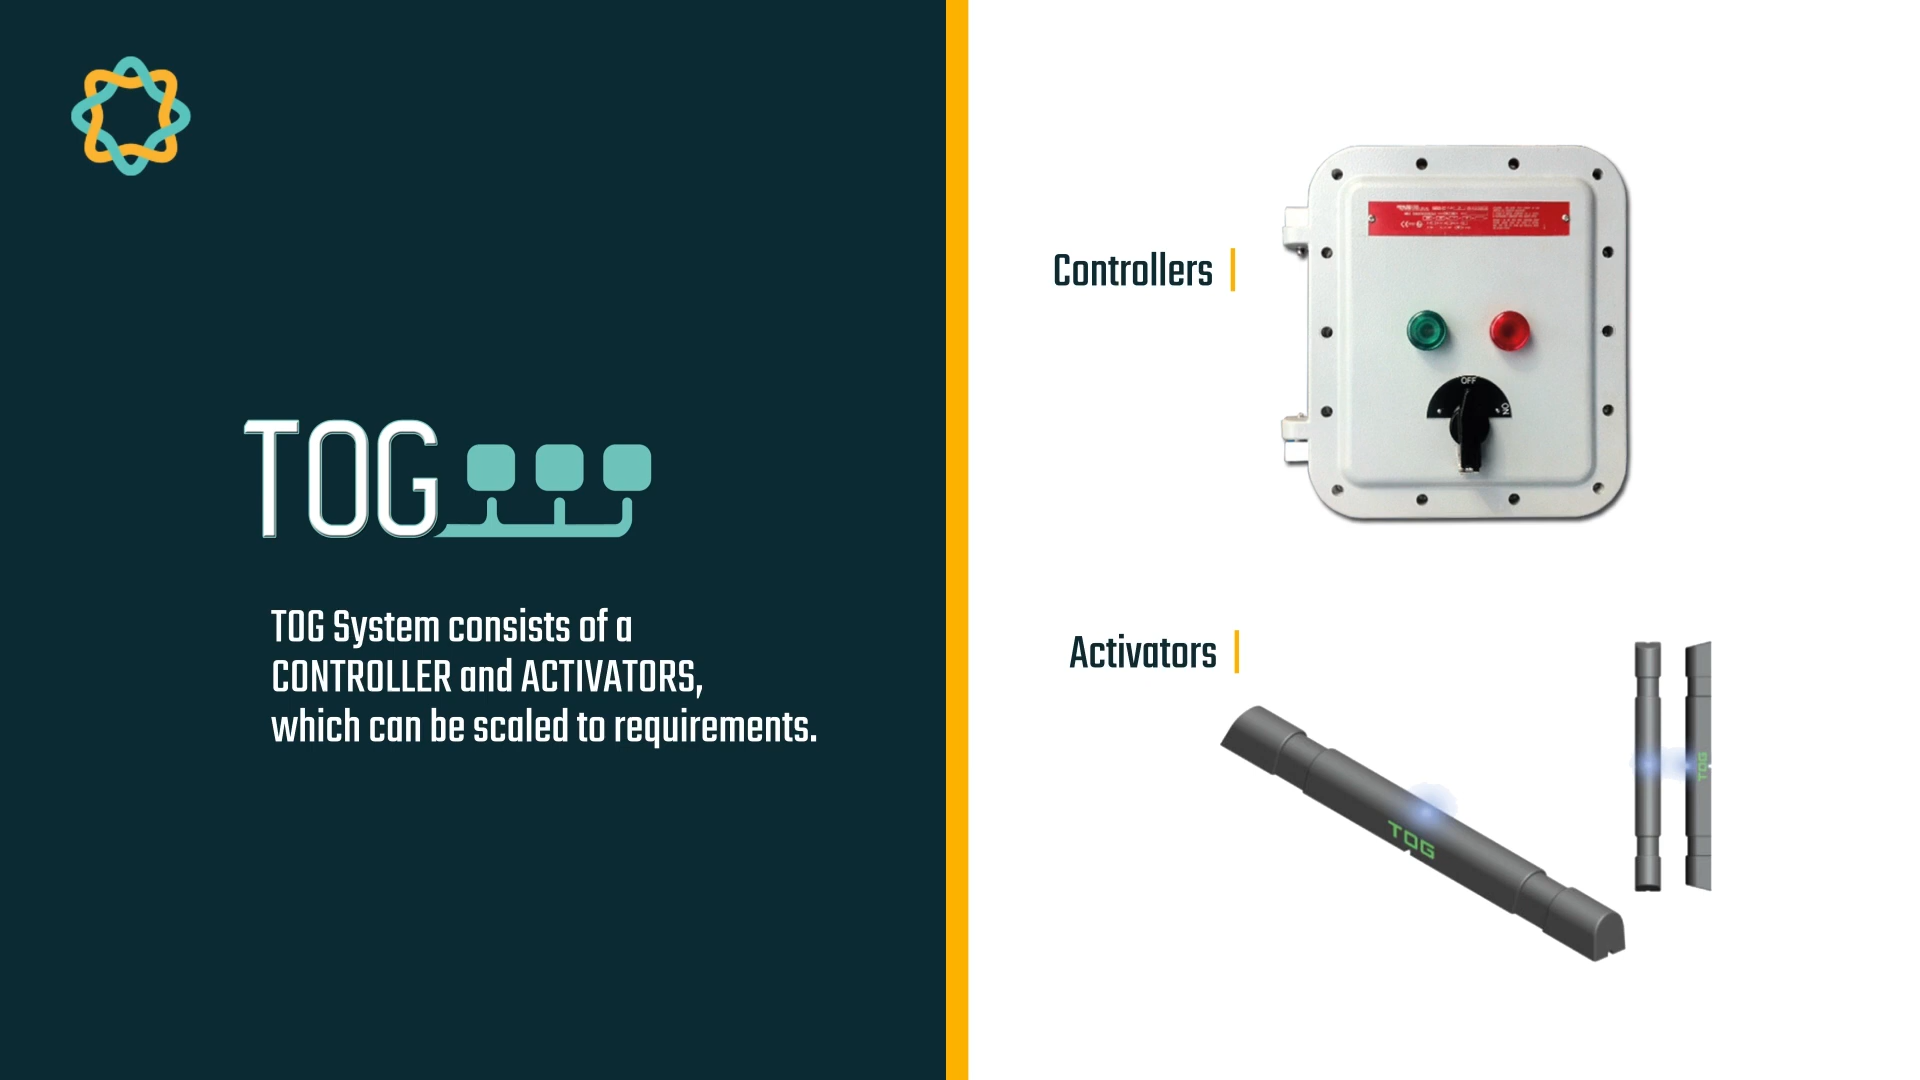 TOG
TOG System consists of a
CONTROLLER and ACTIVATORS,
which can be scaled to requirements.
Controllers
OFF
ON
Activators
TOG
TOG